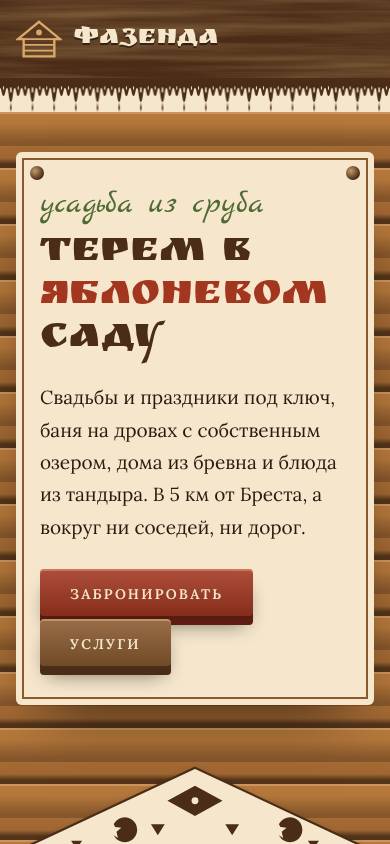 Фазенда
усадьба из сруба
ТЕРЕМ В
ЯБЛОНЕВОМ
САДУ
Свадьбы и праздники под ключ,
баня на дровах с собственным
озером, дома из бревна и блюда
из тандыра. В 5 км от Бреста, а
вокруг ни соседей, ни дорог.
ЗАБРОНИРОВАТЬ
УСЛУГИ